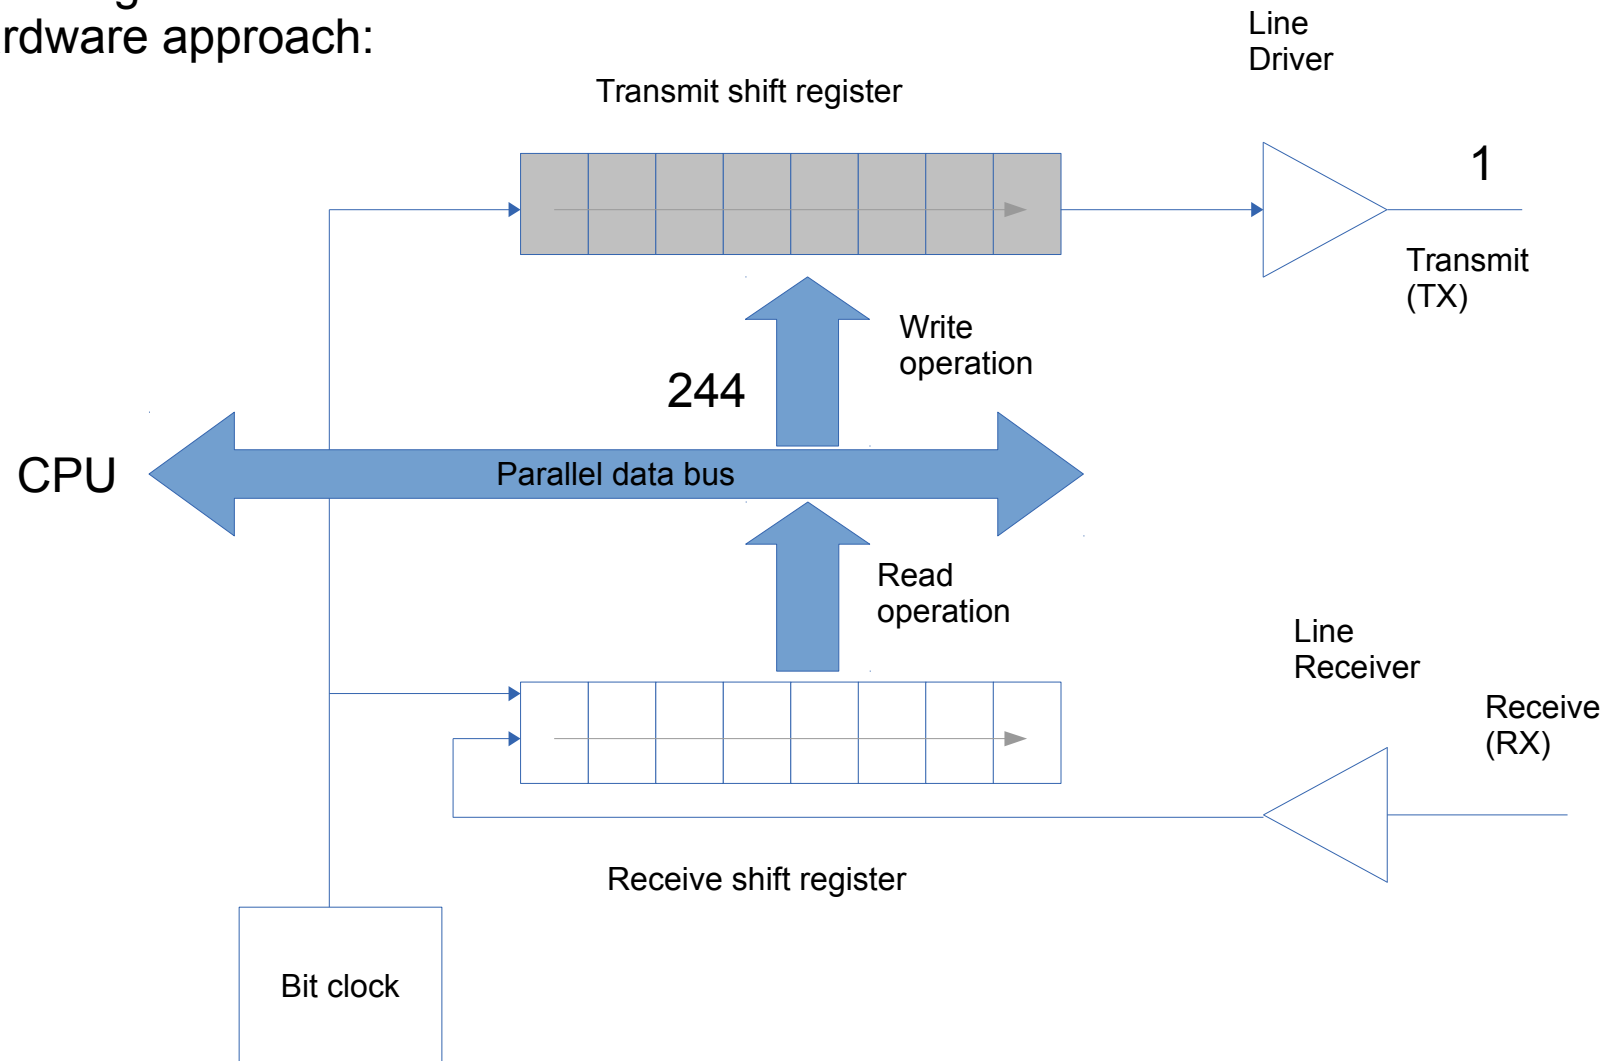 rdware approach:
Line
Driver
Transmit shift register
1
Transmit
(TX)
Write
operation
244
CPU
Parallel data bus
Read
operation
Line
Receiver
Receive
(RX)
Receive shift register
Bit clock